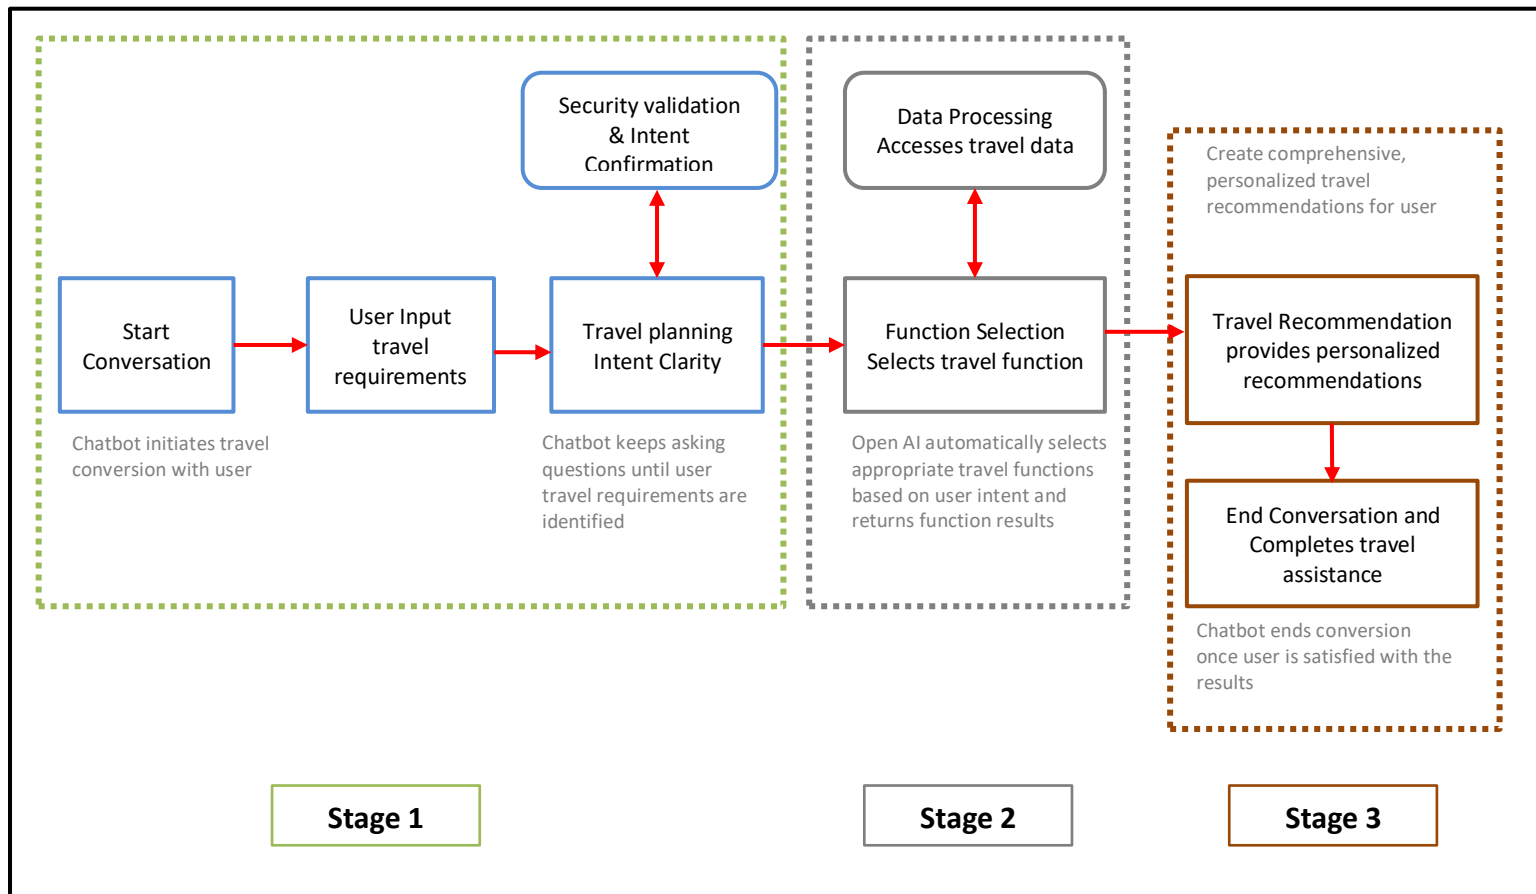 Security validation
& Intent
Confirmation
Data Processing
Accesses travel data
Create comprehensive,
personalized travel
recommendations for user
Start
Conversation
User Input
travel
requirements
Travel planning
Intent Clarity
Function Selection
Selects travel function
Travel Recommendation
provides personalized
recommendations
Chatbot initiates travel
conversion with user
Chatbot keeps asking
questions until user
travel requirements are
identified
Open AI automatically selects
appropriate travel functions
based on user intent and
returns function results
End Conversation and
Completes travel
assistance
Chatbot ends conversion
once user is satisfied with the
results
Stage 1
Stage 2
Stage 3